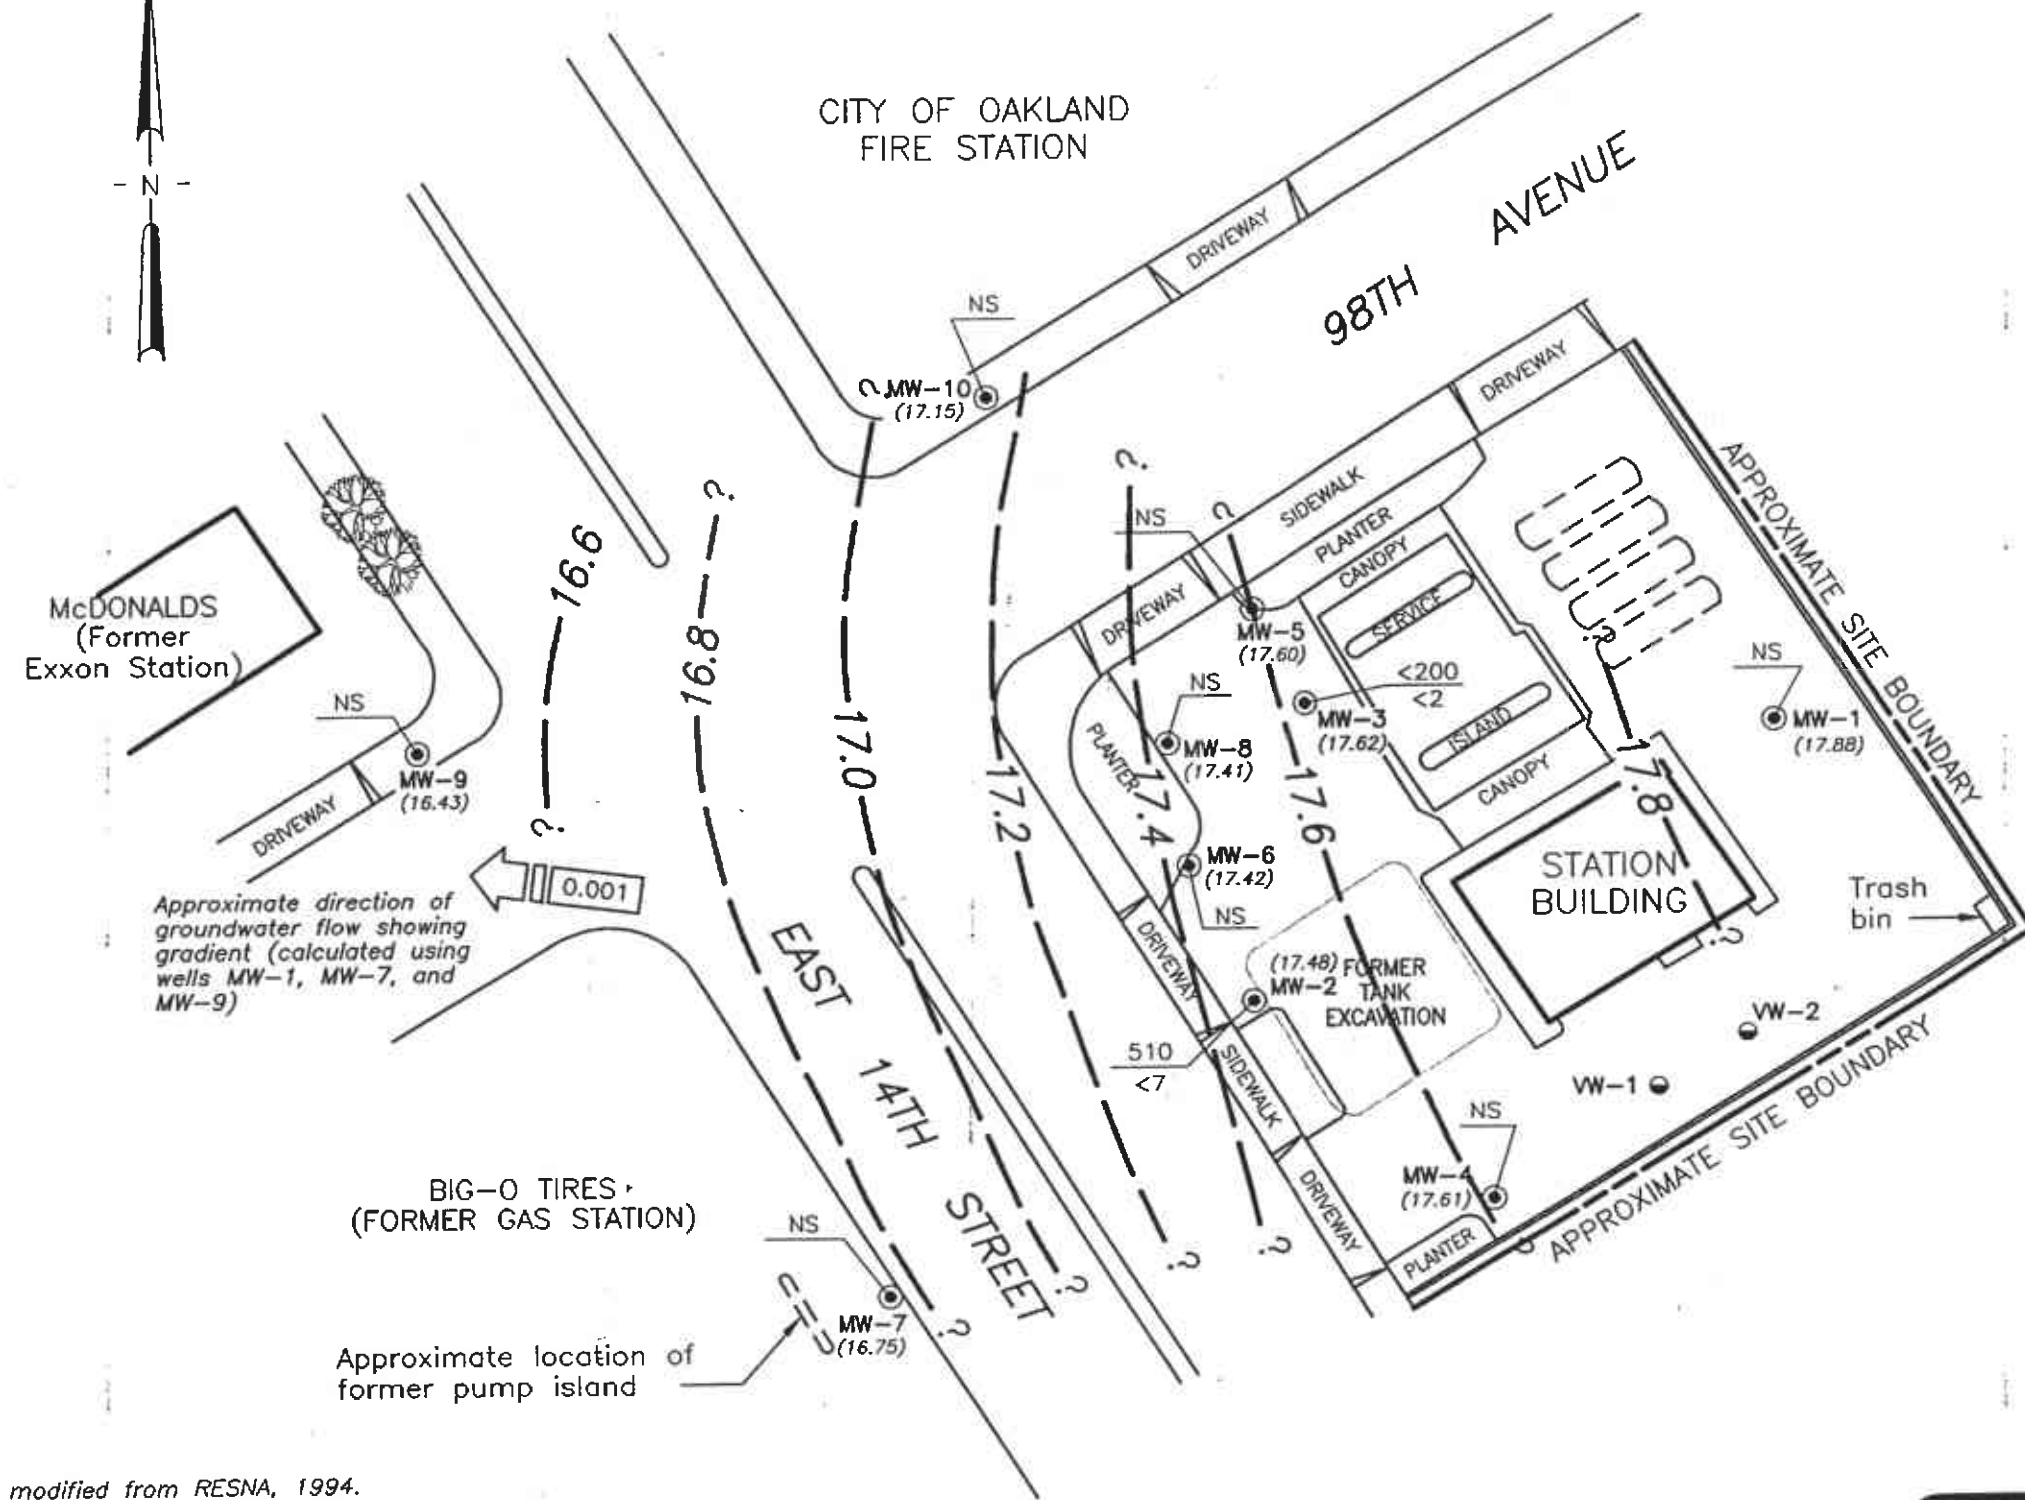 - N -
CITY OF OAKLAND
FIRE STATION
98TH AVENUE
DRIVEWAY
NS
? MW-10
(17.15)
DRIVEWAY
SIDEWALK
PLANTER
CANOPY
SERVICE
ISLAND
CANOPY
APPROXIMATE SITE BOUNDARY
?
?
?
16.6
?
16.8
?
17.0
?
17.2
?
17.4
?
17.6
?
?
17.8
?
McDONALDS
(Former
Exxon Station)
NS
MW-9
(16.43)
DRIVEWAY
0.001
Approximate direction of
groundwater flow showing
gradient (calculated using
wells MW-1, MW-7, and
MW-9)
NS
DRIVEWAY
MW-5
(17.60)
<200
<2
MW-3
(17.62)
NS
MW-8
(17.41)
PLANTER
NS
MW-1
(17.88)
MW-6
(17.42)
NS
STATION
BUILDING
Trash
bin
DRIVEWAY
(17.48)
MW-2
FORMER
TANK
EXCAVATION
510
<7
SIDEWALK
VW-2
VW-1
NS
MW-4
(17.61)
DRIVEWAY
PLANTER
?
APPROXIMATE SITE BOUNDARY
EAST 14TH STREET
?
?
BIG-O TIRES
(FORMER GAS STATION)
NS
MW-7
(16.75)
Approximate location of
former pump island
modified from RESNA, 1994.